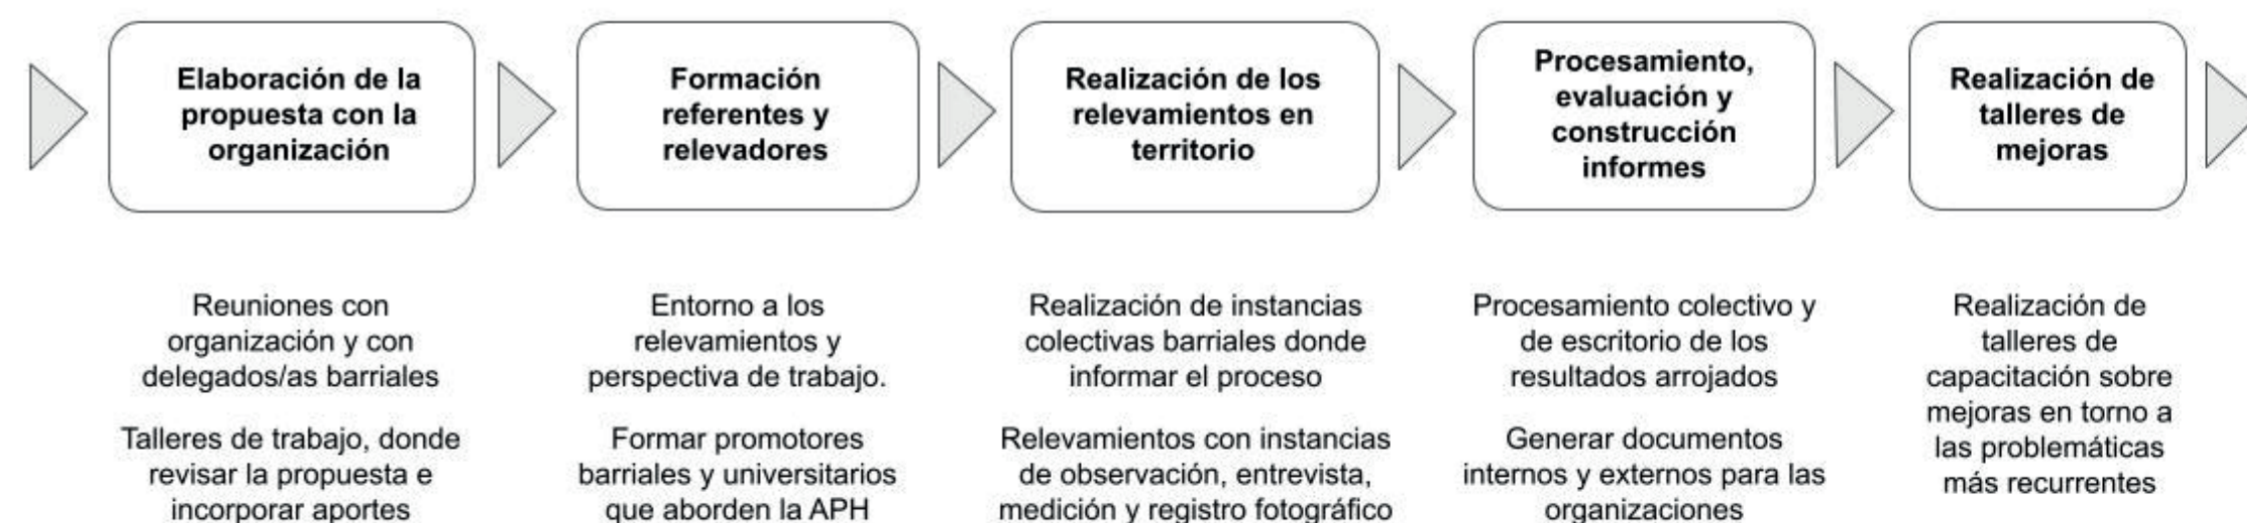 Elaboración de la
propuesta con la
organización
Formación
referentes y
relevadores
Realización de los
relevamientos en
territorio
Procesamiento,
evaluación y
construcción
informes
Realización de
talleres de
mejoras
Reuniones con
organización y con
delegados/as barriales
Talleres de trabajo, donde
revisar la propuesta e
incorporar aportes
Entorno a los
relevamientos y
perspectiva de trabajo.
Formar promotores
barriales y universitarios
que aborden la APH
Realización de instancias
colectivas barriales donde
informar el proceso
Relevamientos con instancias
de observación, entrevista,
medición y registro fotográfico
Procesamiento colectivo y
de escritorio de los
resultados arrojados
Generar documentos
internos y externos para las
organizaciones
Realización de
talleres de
capacitación sobre
mejoras en torno a
las problemáticas
más recurrentes